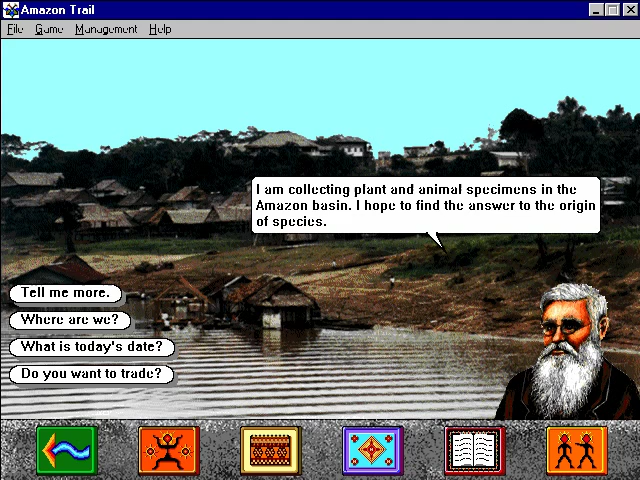 Amazon Trail
File Game Management Help
I am collecting plant and animal specimens in the
Amazon basin. I hope to find the answer to the origin
of species.
Tell me more.
Where are we?
What is today's date?
Do you want to trade?